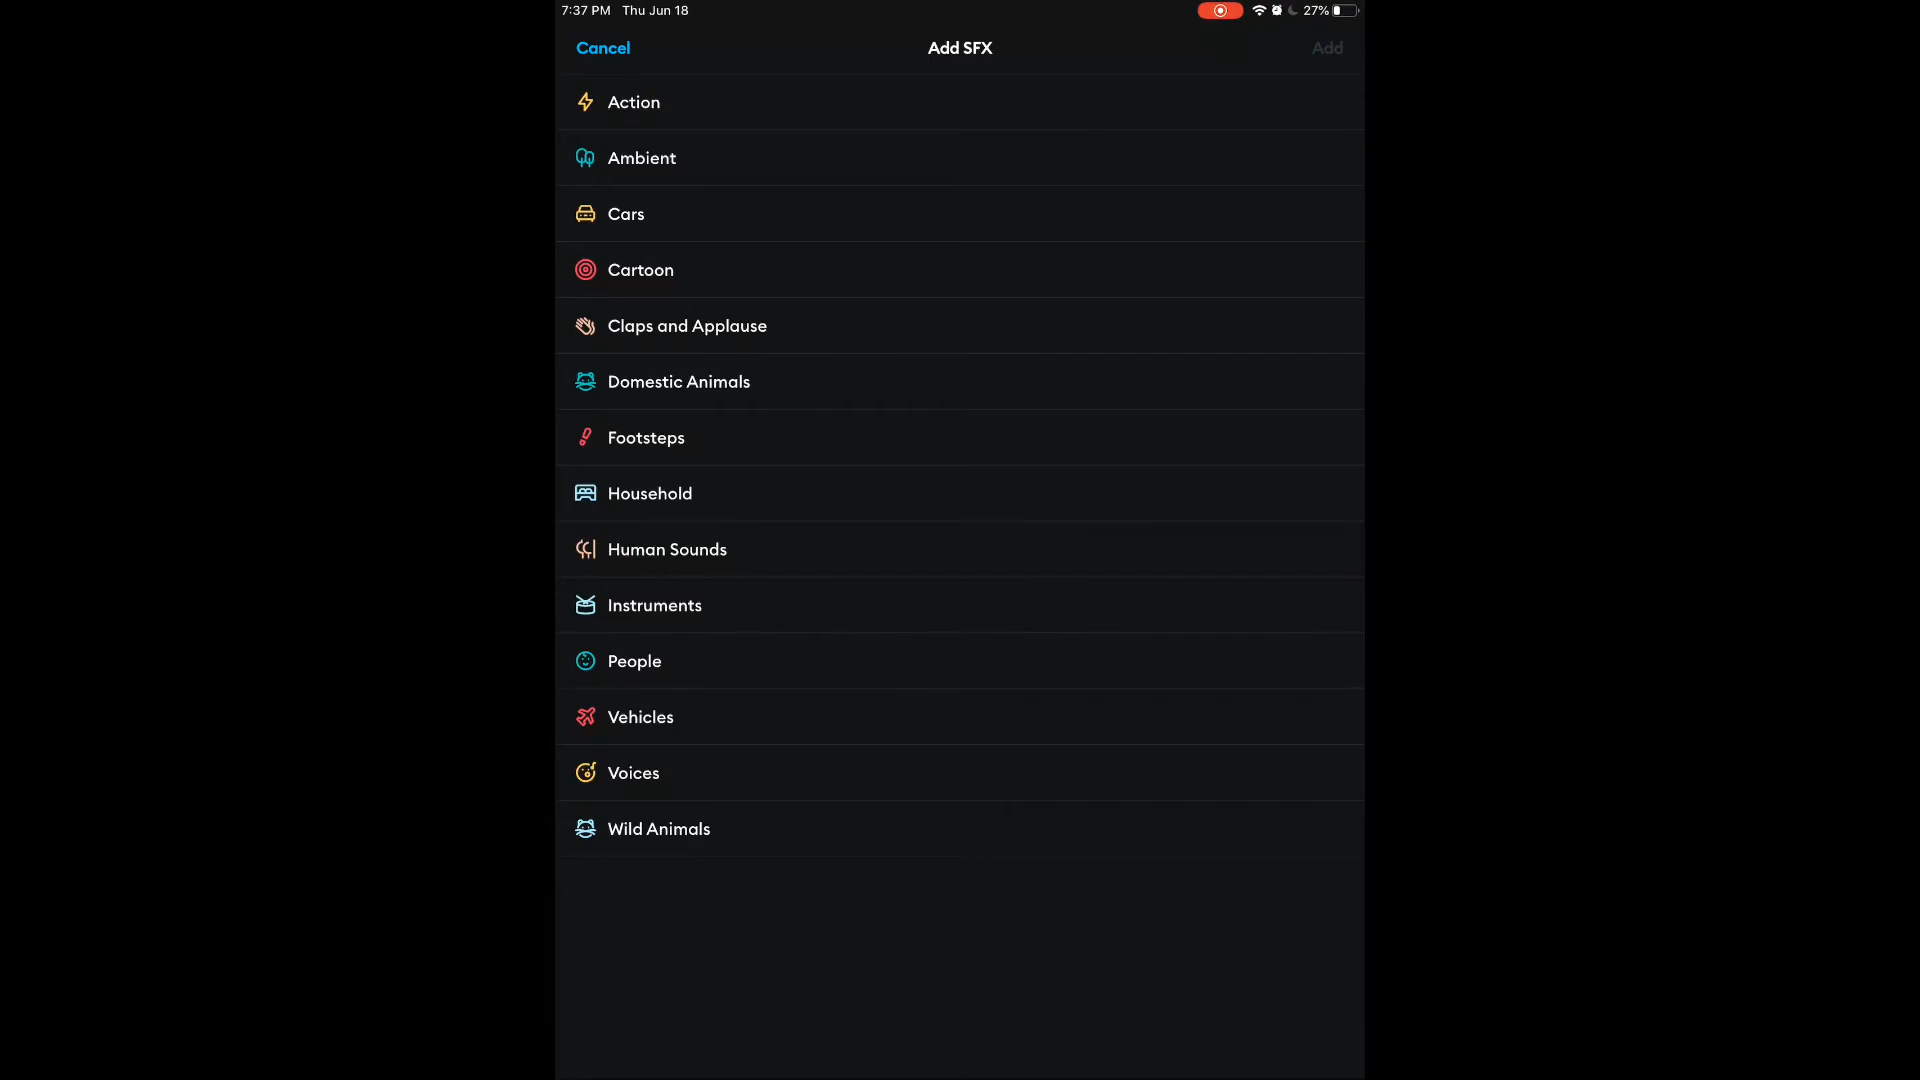 7:37 PM Thu Jun 18 27%
Cancel Add SFX Add
Action
Ambient
Cars
Cartoon
Claps and Applause
Domestic Animals
Footsteps
Household
Human Sounds
Instruments
People
Vehicles
Voices
Wild Animals